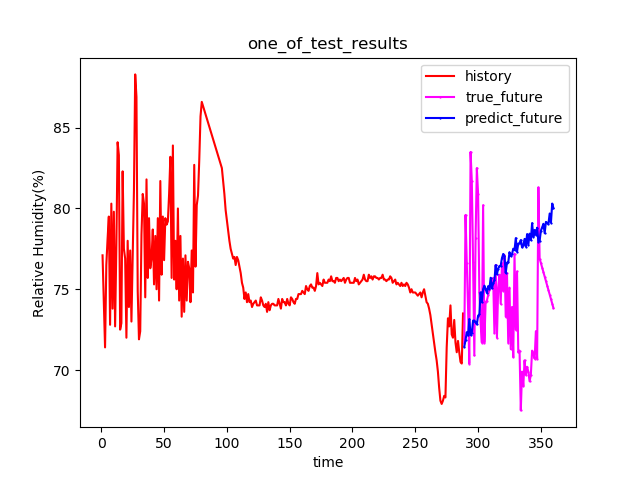 one_of_test_results
history
true_future
predict_future
Relative Humidity(%)
85
80
75
70
0 50 100 150 200 250 300 350
time